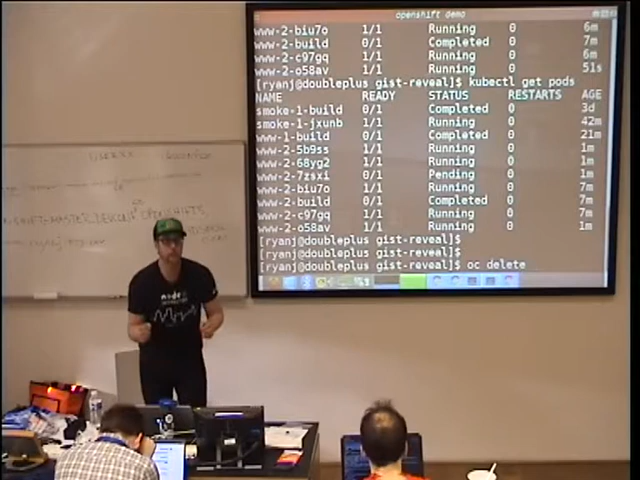 openshift demo
www-2-biu7o 1/1 Running 0 6m
www-2-build 0/1 Completed 0 7m
www-2-c97gq 1/1 Running 0 6m
www-2-o58av 1/1 Running 0 51s
[ryanj@doubleplus gist-reveal]$ kubectl get pods
NAME READY STATUS RESTARTS AGE
smoke-1-build 0/1 Completed 0 3d
smoke-1-jxunb 1/1 Running 0 42m
www-1-build 0/1 Completed 0 21m
www-2-5b9ss 1/1 Running 0 1m
www-2-68yg2 1/1 Running 0 1m
www-2-7zsxi 0/1 Pending 0 1m
www-2-biu7o 1/1 Running 0 7m
www-2-build 0/1 Completed 0 7m
www-2-c97gq 1/1 Running 0 7m
www-2-o58av 1/1 Running 0 1m
[ryanj@doubleplus gist-reveal]$
[ryanj@doubleplus gist-reveal]$
[ryanj@doubleplus gist-reveal]$ oc delete
node